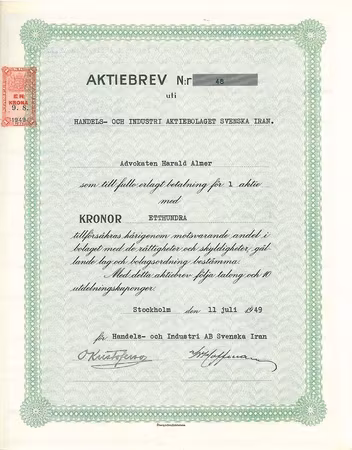 AKTIEBREV Nr 48
uti
HANDELS- OCH INDUSTRI AKTIEBOLAGET SVENSKA IRAN.
EN
KRONA
9. 8.
1949
Advokaten Harald Almer
som till fullo erlagt betalning för 1 aktie
med
KRONOR ETTHUNDRA
tillförsäkras härigenom motsvarande andel i
bolaget med de rättigheter och skyldigheter, gäl-
lande lag och bolagsordning bestämma.
Med detta aktiebrev följa talong och 10
utdelningskuponger.
Stockholm den 11 juli 1949
för Handels- och Industri AB Svenska Iran